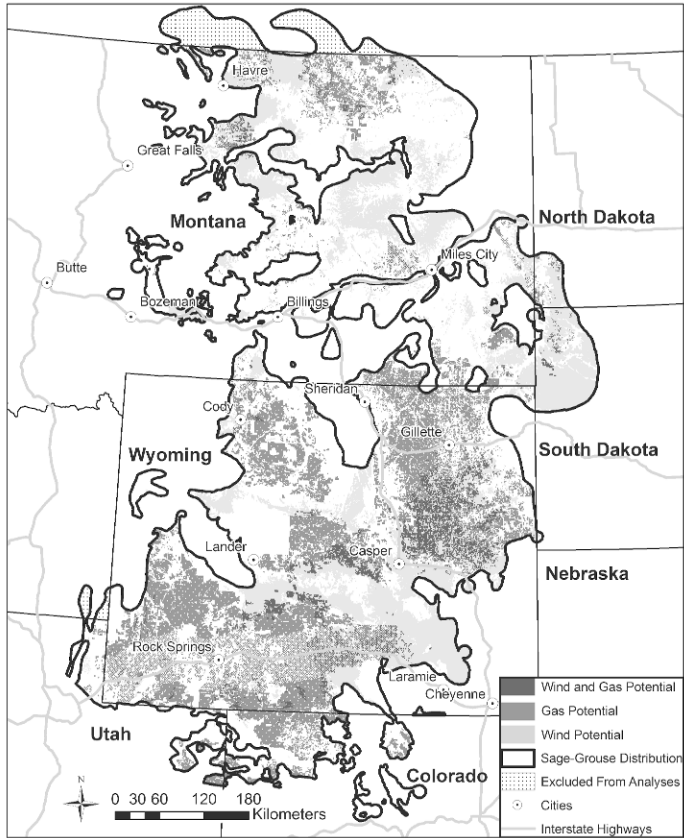 Havre
Great Falls
Montana
North Dakota
Miles City
Butte
Bozeman
Billings
Sheridan
Cody
Gillette
Wyoming
South Dakota
Lander
Casper
Nebraska
Rock Springs
Laramie
Cheyenne
Utah
Colorado
N
0 30 60 120 180
Kilometers
Wind and Gas Potential
Gas Potential
Wind Potential
Sage-Grouse Distribution
Excluded From Analyses
Cities
Interstate Highways